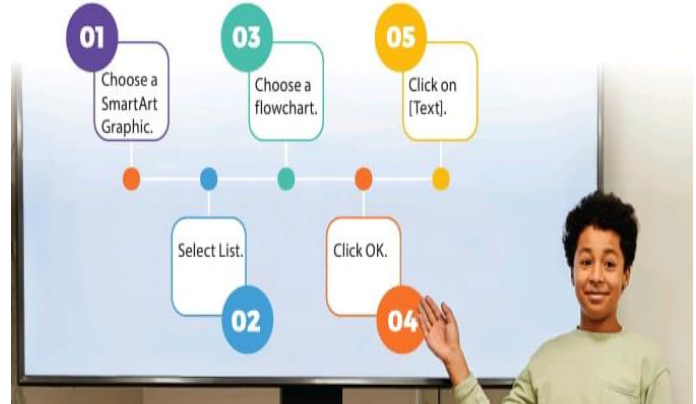 01
Choose a
SmartArt
Graphic.
Select List.
02
03
Choose a
flowchart.
Click OK.
04
05
Click on
[Text].